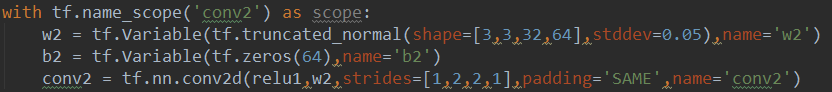 with tf.name_scope('conv2') as scope:
    w2 = tf.Variable(tf.truncated_normal(shape=[3,3,32,64],stddev=0.05),name='w2')
    b2 = tf.Variable(tf.zeros(64),name='b2')
    conv2 = tf.nn.conv2d(relu1,w2,strides=[1,2,2,1],padding='SAME',name='conv2')